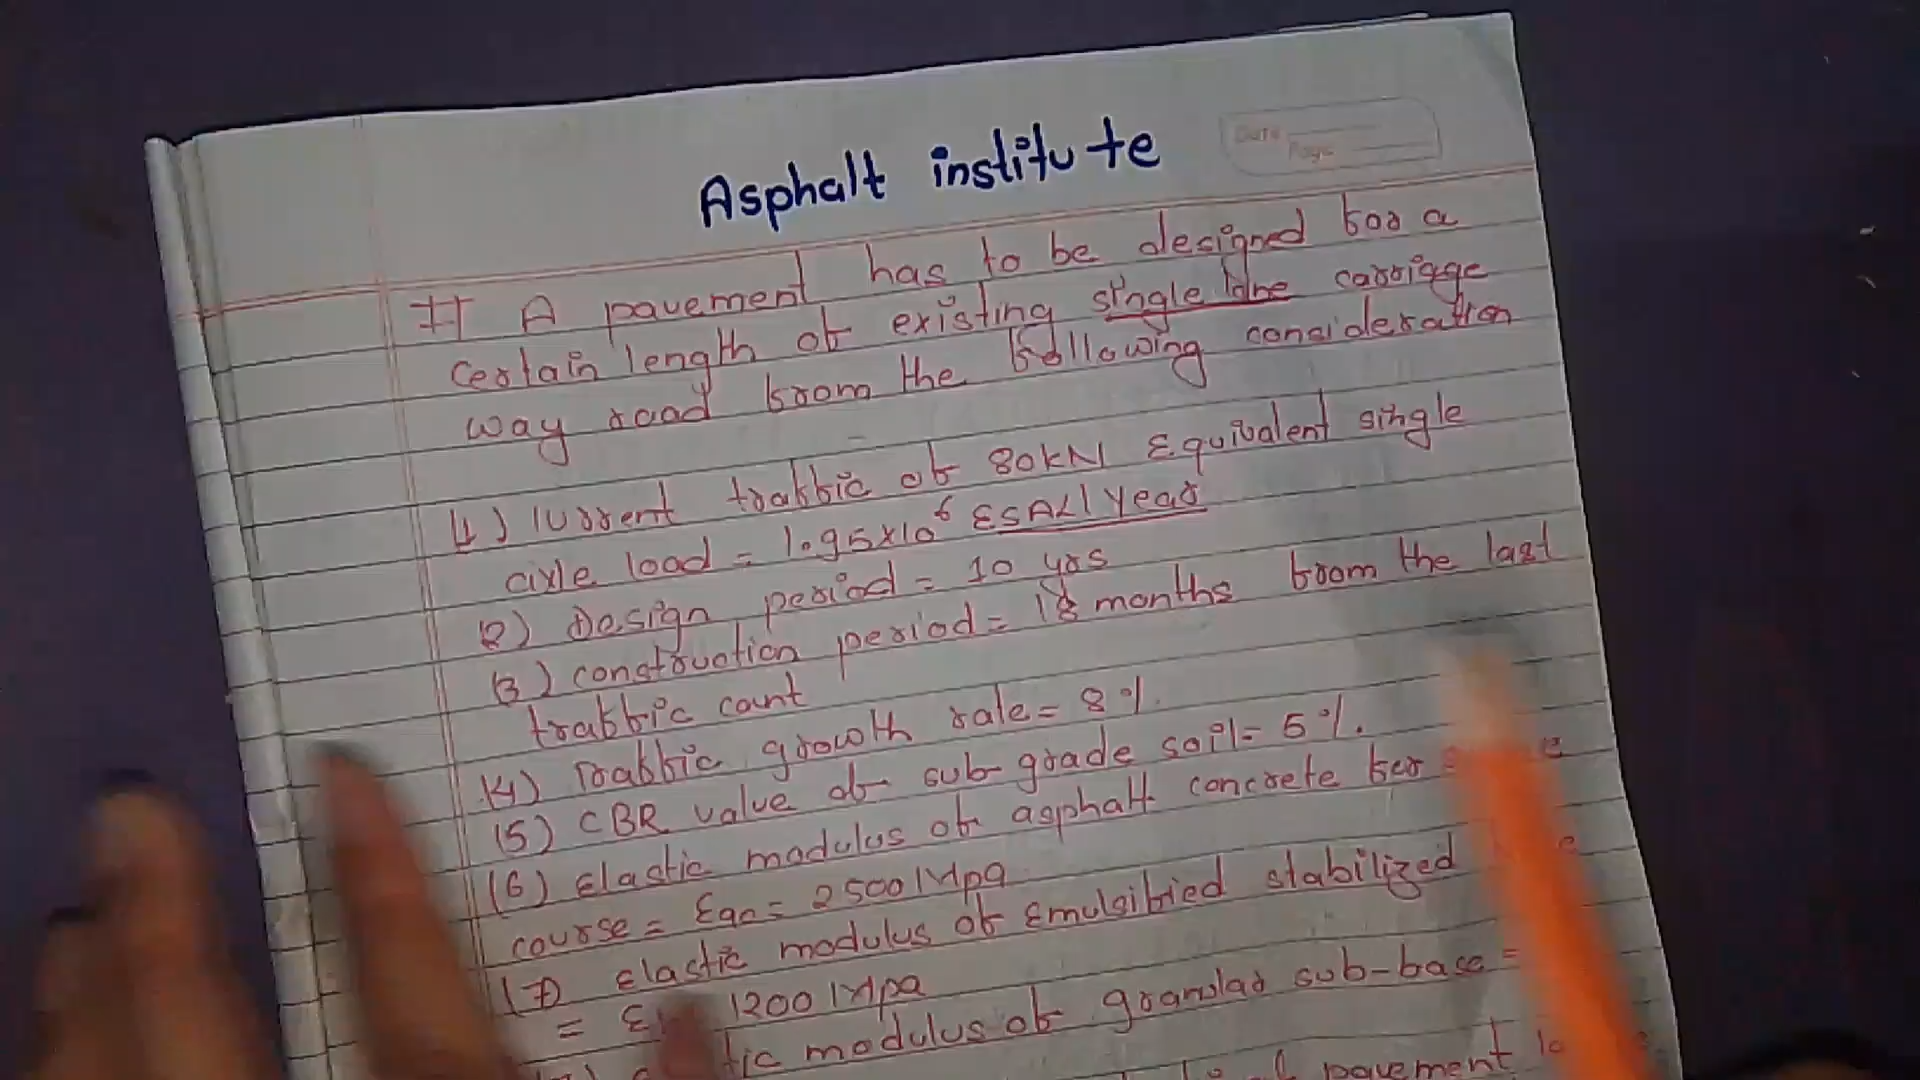 Asphalt institute
Date
Page
# A pavement has to be designed for a
certain length of existing single lane carriage
way road from the following consideration
(1) Current traffic of 80kN Equivalent single
axle load = 1.95×10⁶ ESAL/year
(2) Design period = 10 yrs
(3) construction period = 18 months from the last
traffic count
(4) Traffic growth rate = 8 %.
(5) CBR value of sub grade soil = 5 %.
(6) Elastic modulus of asphalt concrete for
course = Eac = 2500 Mpa
(7) Elastic modulus of Emulsified stabilized
= 1200 Mpa
modulus of granular sub-base =
pavement